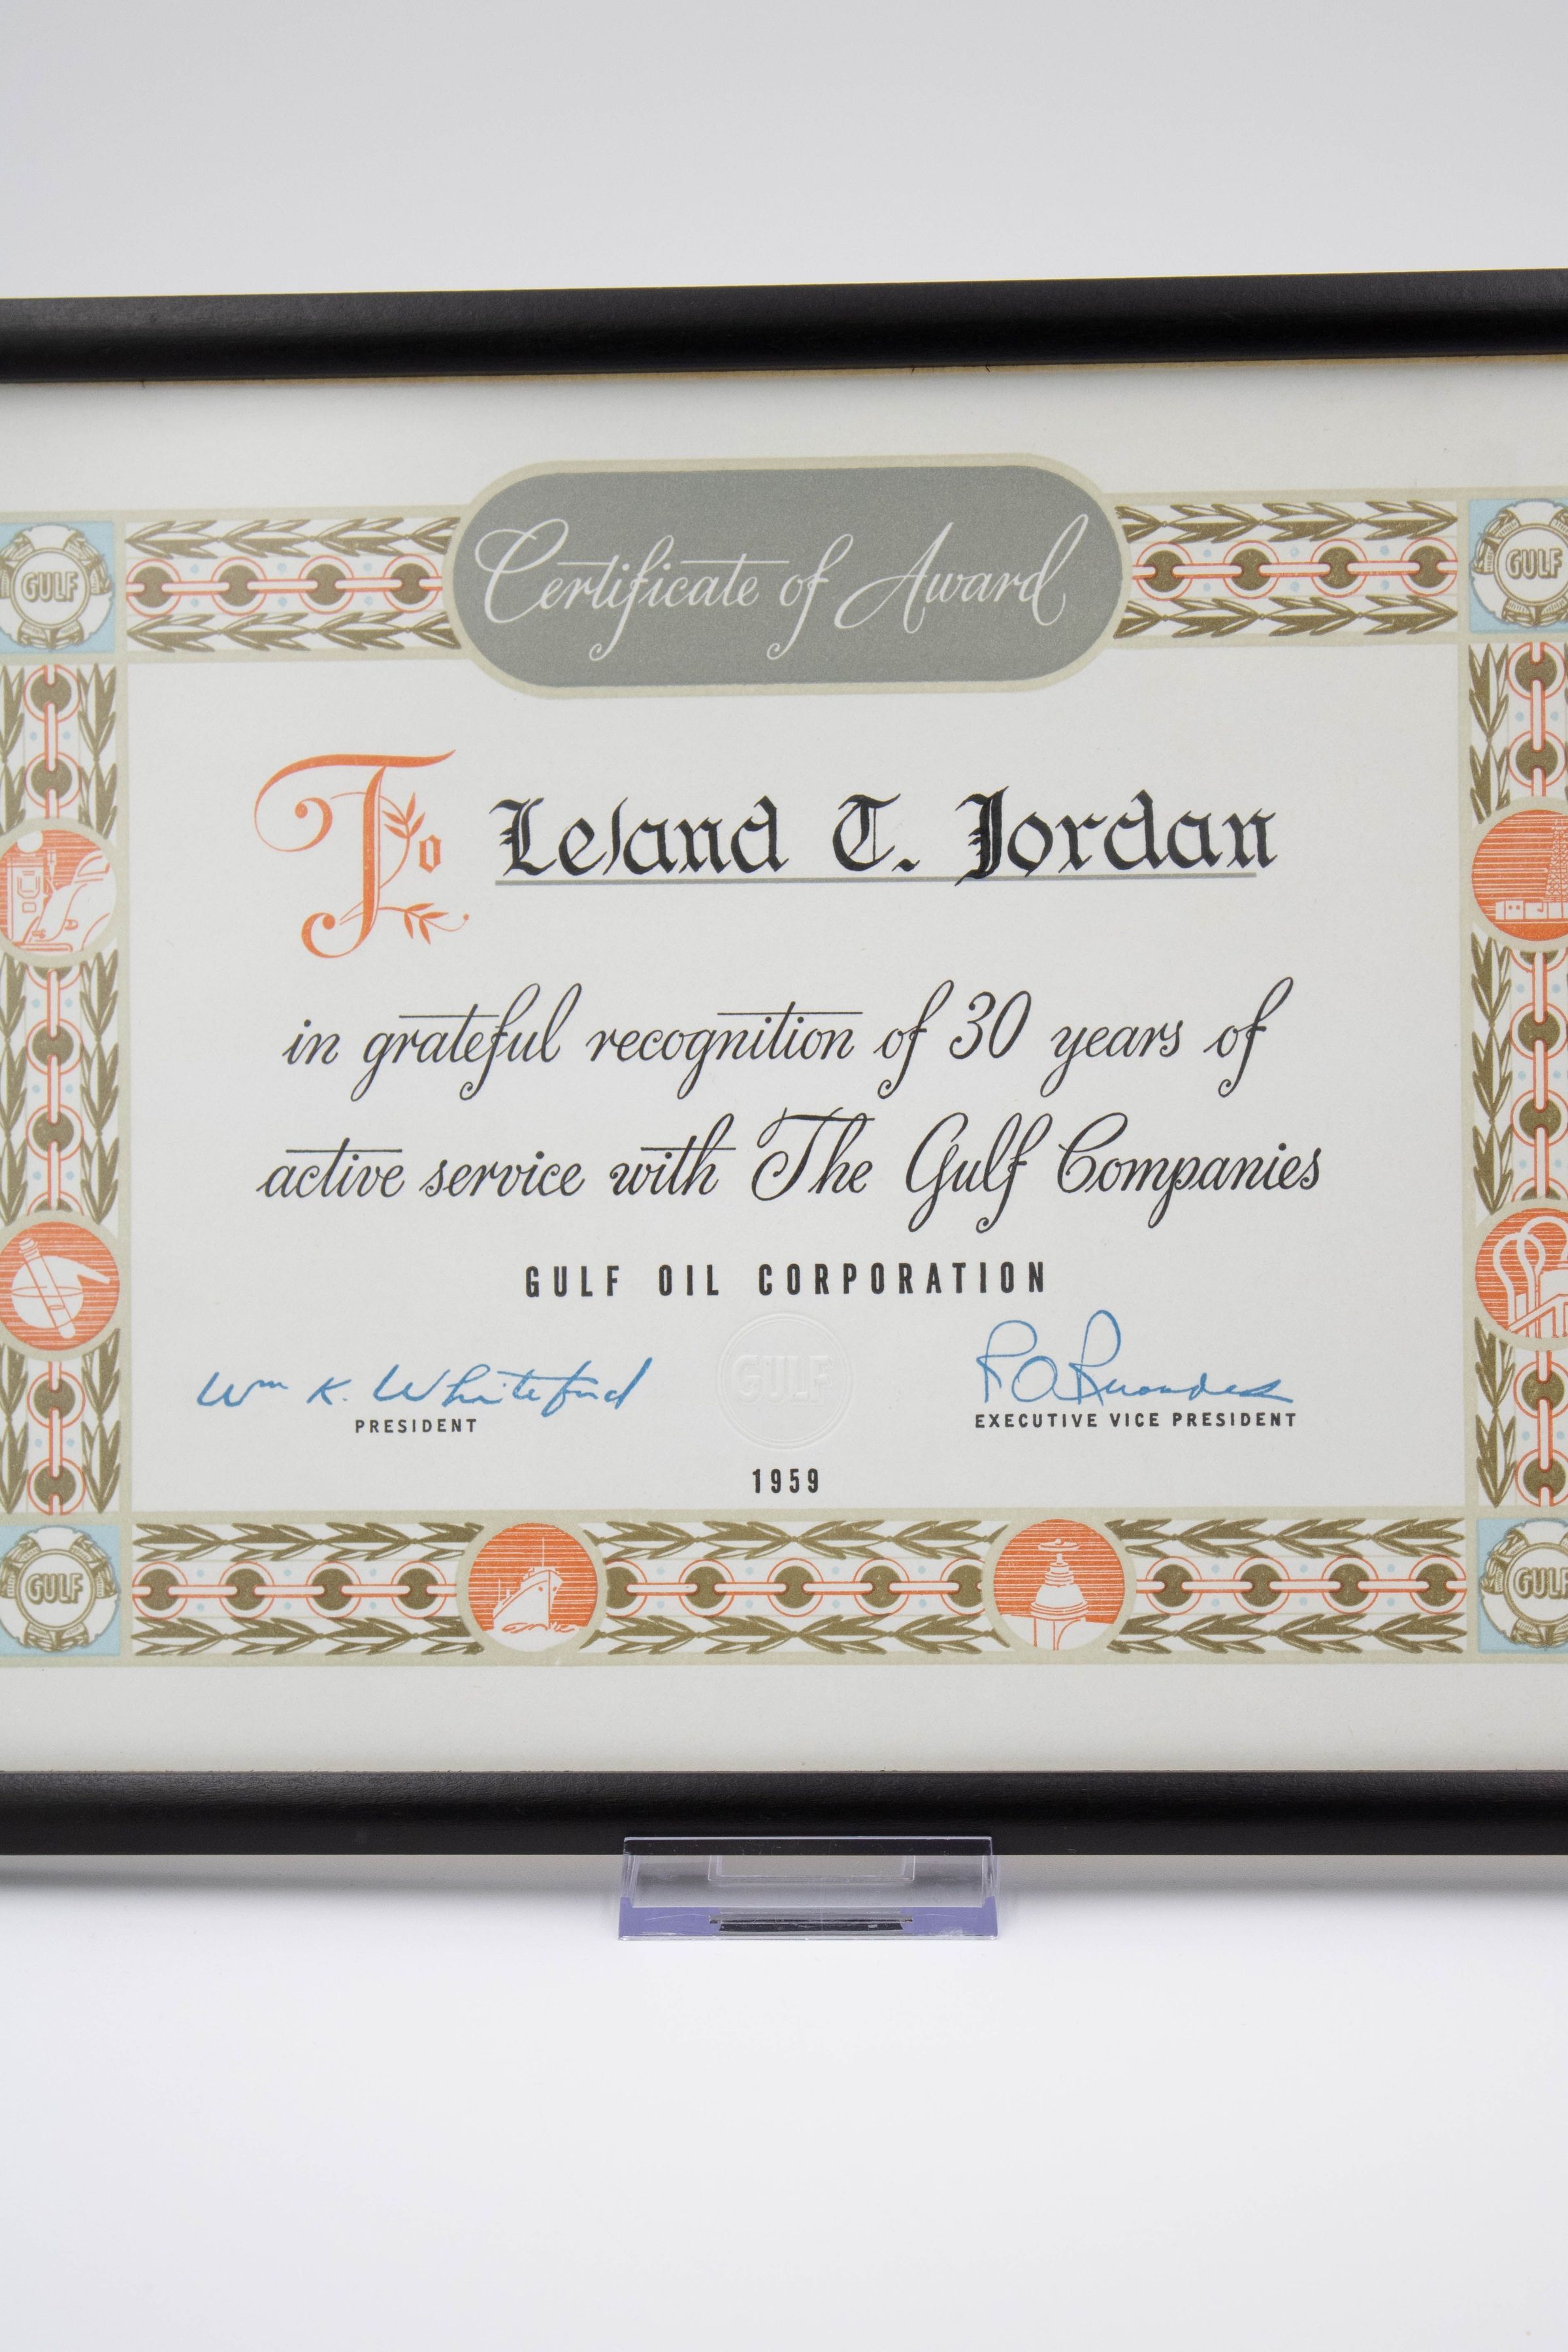 Certificate of Award
GULF
GULF
To Leland T. Jordan
in grateful recognition of 30 years of
active service with The Gulf Companies
GULF OIL CORPORATION
GULF
Wm K. Whiteford
PRESIDENT
EXECUTIVE VICE PRESIDENT
1959
GULF
GULF